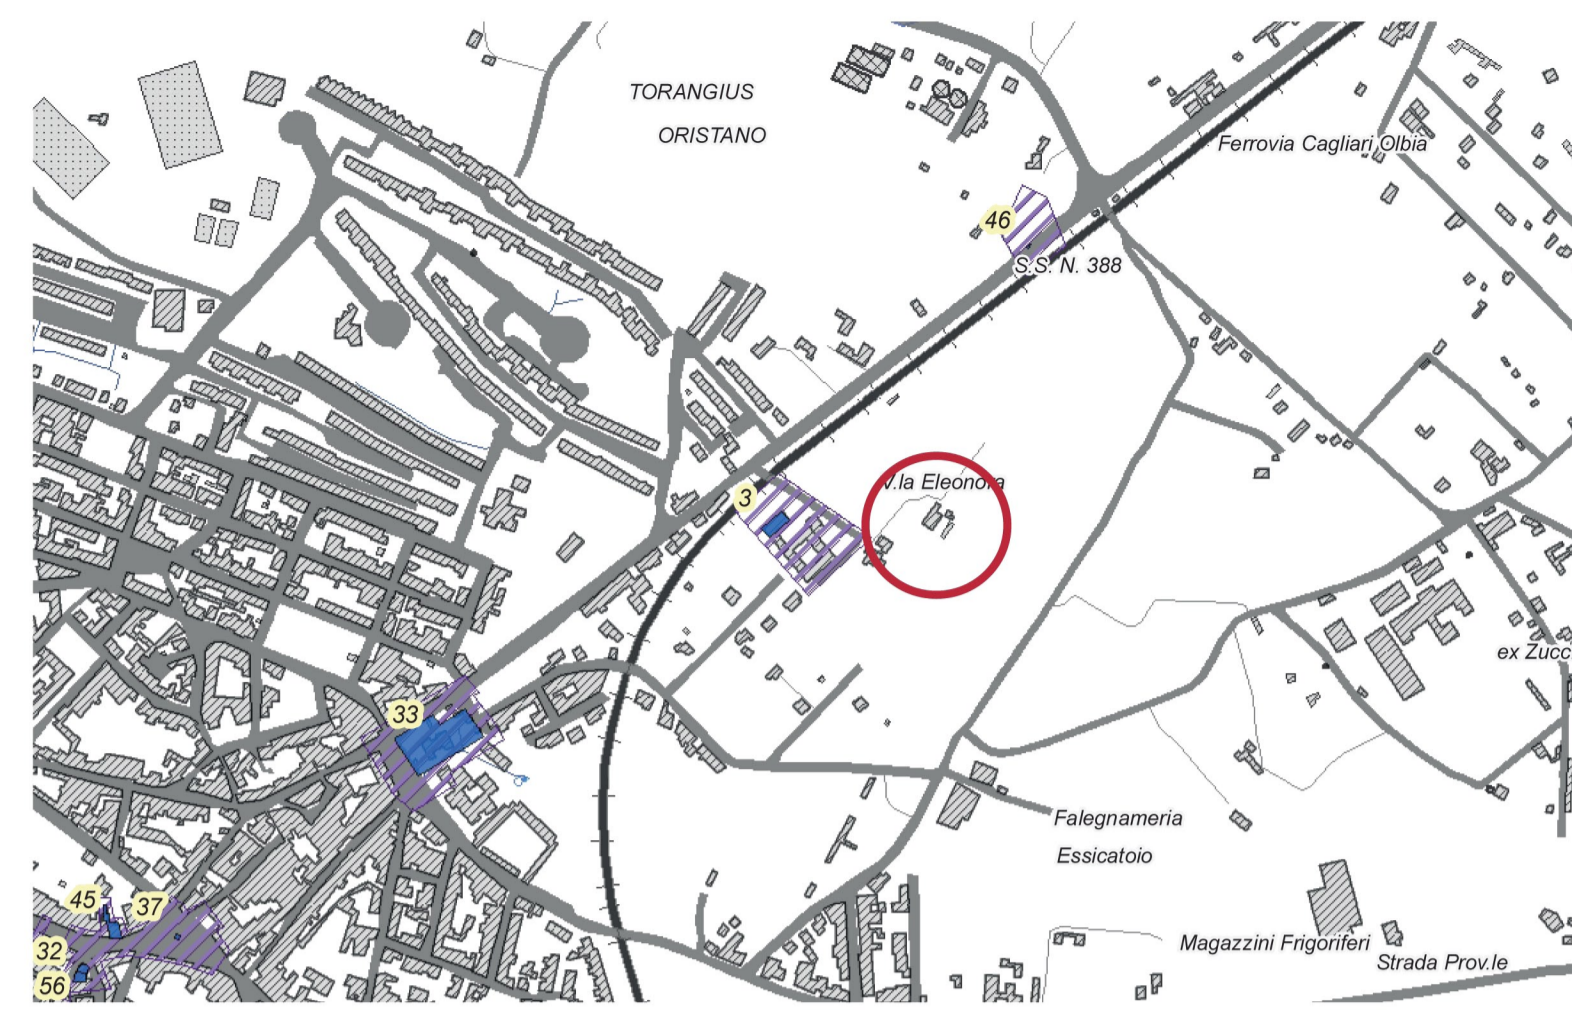 TORANGIUS
ORISTANO
Ferrovia Cagliari Olbia
46
S.S. N. 388
V.la Eleonora
3
ex Zucc
33
Falegnameria
Essicatoio
45
37
32
56
Magazzini Frigoriferi
Strada Prov.le